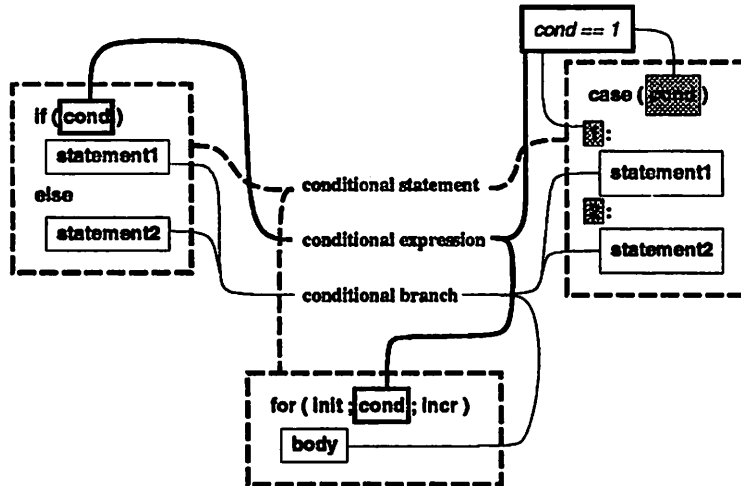 cond == 1
if ( cond )
statement1
else
statement2
case ( cond )
:
statement1
:
statement2
conditional statement
conditional expression
conditional branch
for ( init ; cond ; incr )
body